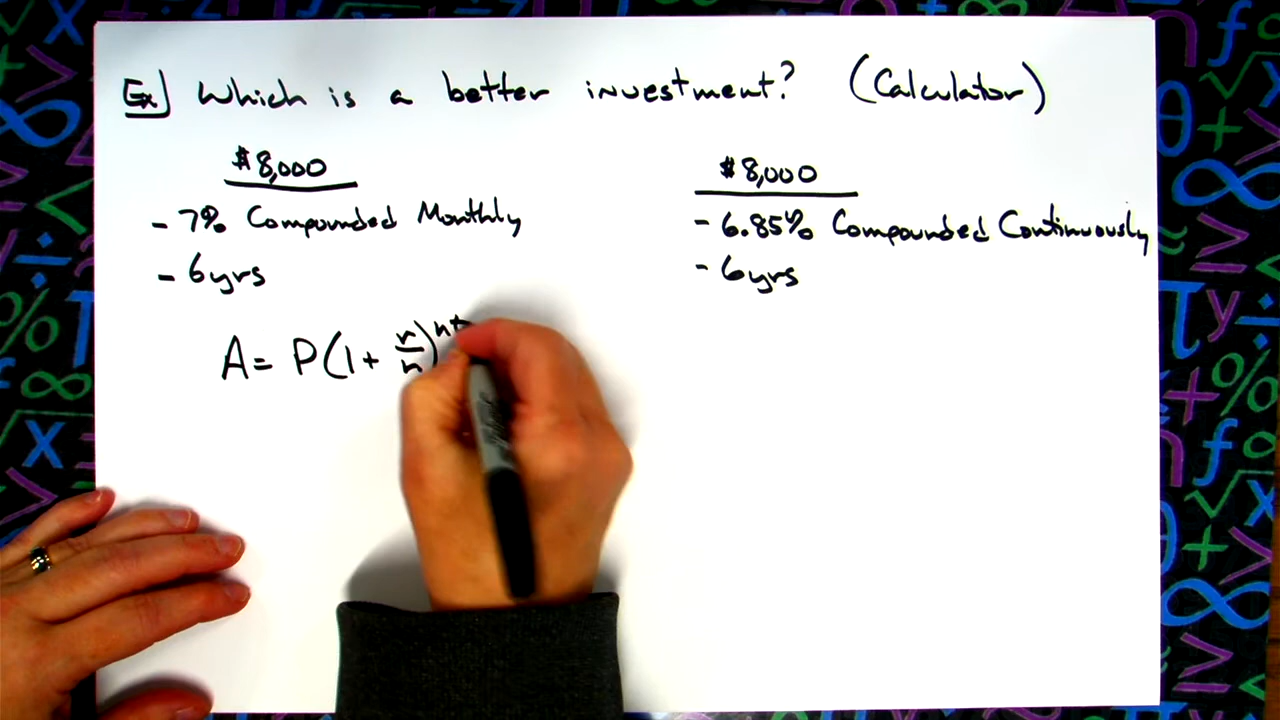 Ex] Which is a better investment? (Calculator)
$8,000
- 7% Compounded Monthly
- 6yrs
A = P(1 + r/n)^nt
$8,000
- 6.85% Compounded Continuously
- 6yrs